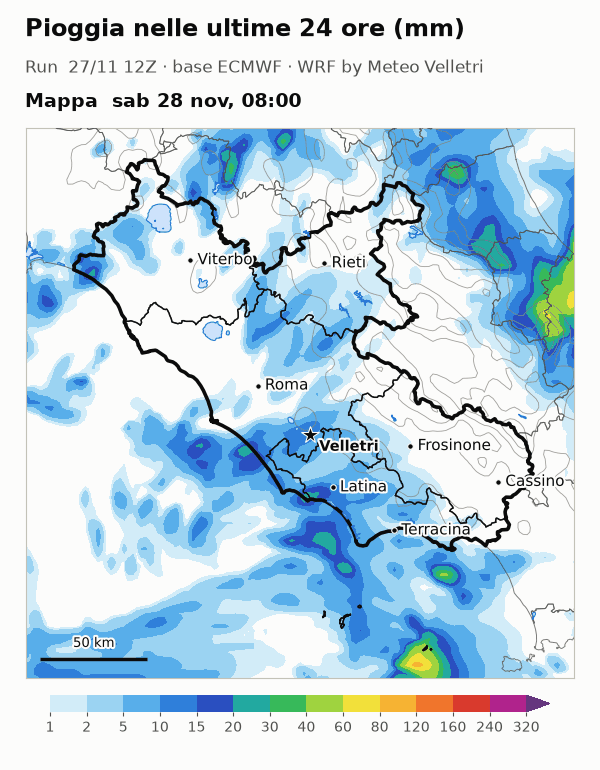 Pioggia nelle ultime 24 ore (mm)
Run 27/11 12Z · base ECMWF · WRF by Meteo Velletri
Mappa sab 28 nov, 08:00
Viterbo
Rieti
Roma
Velletri
Frosinone
Latina
Cassino
Terracina
50 km
1 2 5 10 15 20 30 40 60 80 120 160 240 320